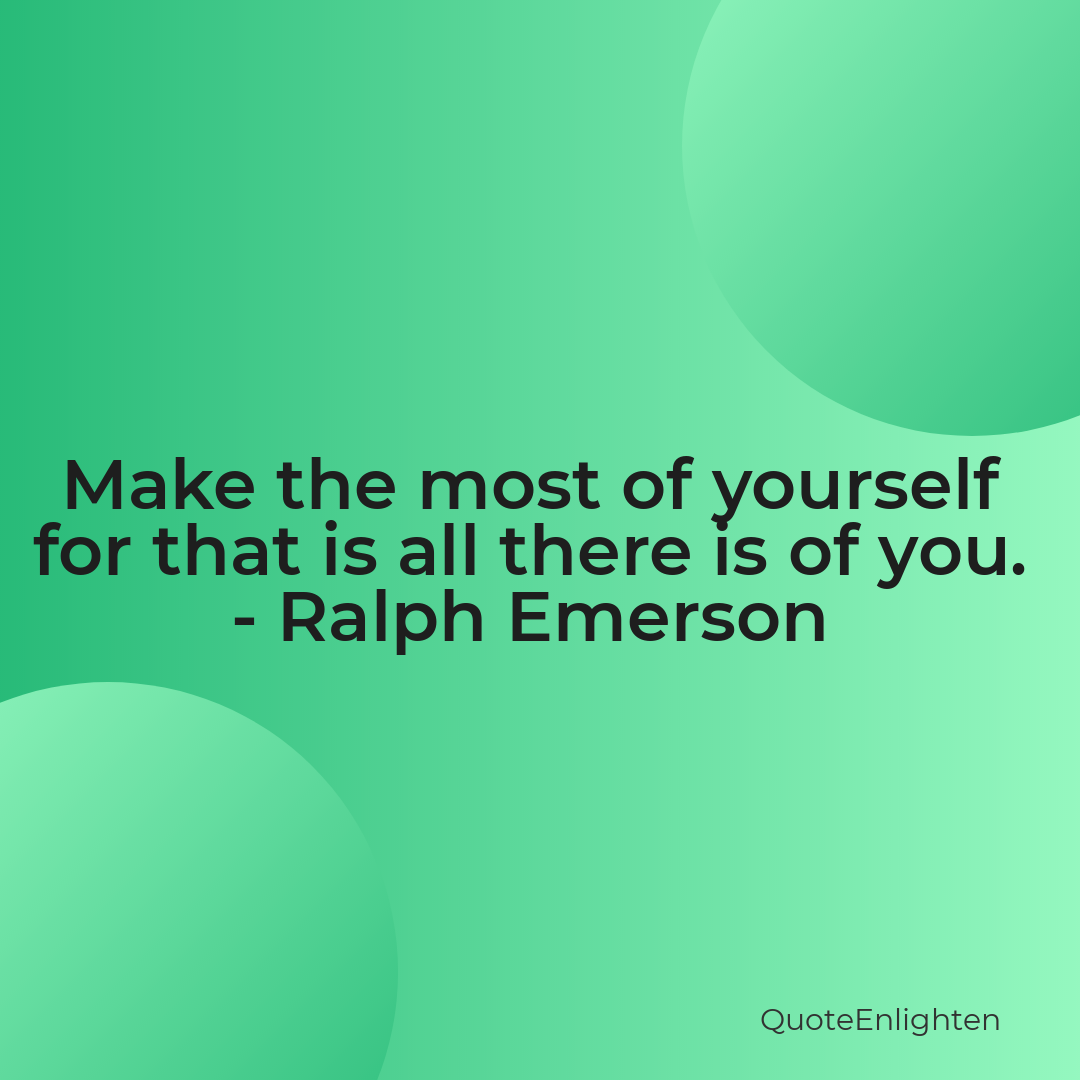 Make the most of yourself
for that is all there is of you.
- Ralph Emerson
QuoteEnlighten